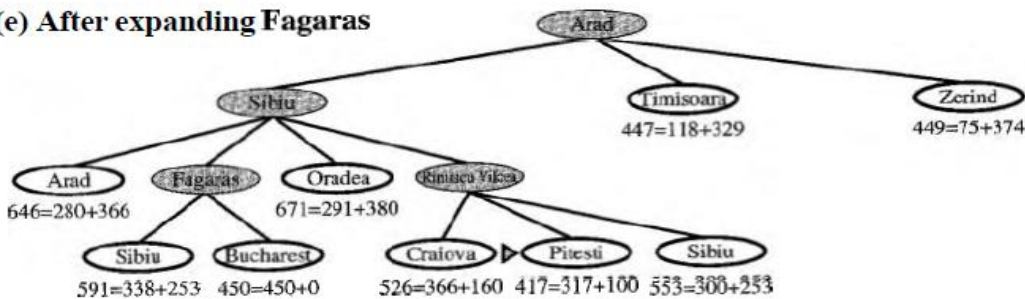 (e) After expanding Fagaras
Arad
Sibiu
Timisoara
Zerind
447=118+329
449=75+374
Arad
Fagaras
Oradea
Rimnicu Vilcea
646=280+366
671=291+380
Sibiu
Bucharest
Craiova
Pitesti
Sibiu
591=338+253
450=450+0
526=366+160
417=317+100
553=300+253